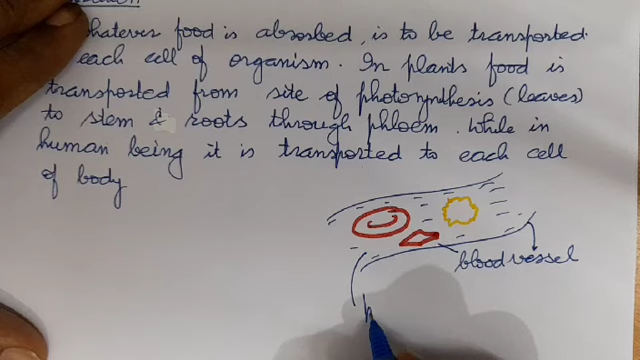 hatever food is absorbed, is to be transported.
each cell of organism. In plants food is
transported from site of photosynthesis (leaves)
to stem & roots through phloem. While in
human being it is transported to each cell
of body
blood vessel